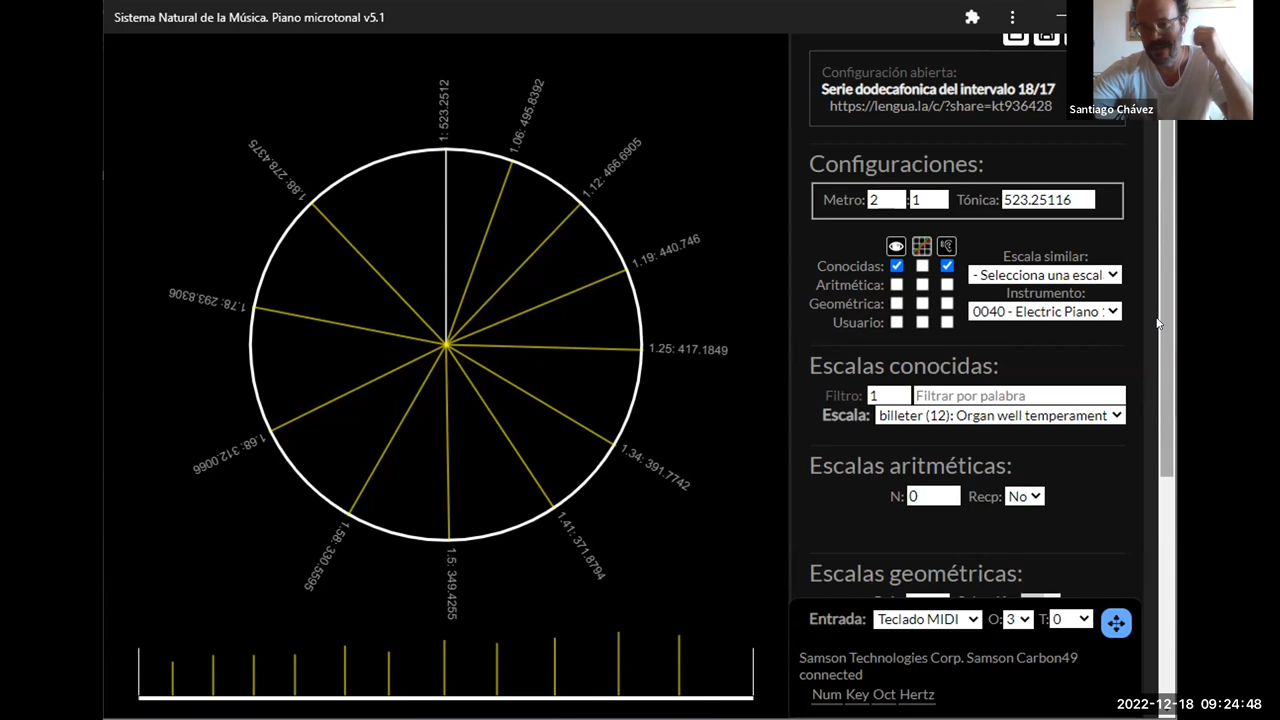 Sistema Natural de la Música. Piano microtonal v5.1
Santiago Chávez
Configuración abierta:
Serie dodecafonica del intervalo 18/17
https://lengua.la/c/?share=kt936428
Configuraciones:
Metro: 2 : 1 Tónica: 523.25116
Conocidas:
Aritmética:
Geométrica:
Usuario:
Escala similar:
- Selecciona una escal
Instrumento:
0040 - Electric Piano
Escalas conocidas:
Filtro: 1 Filtrar por palabra
Escala: billeter (12): Organ well temperament
Escalas aritméticas:
N: 0 Recp: No
Escalas geométricas:
Entrada: Teclado MIDI O: 3 T: 0
Samson Technologies Corp. Samson Carbon49
connected
Num Key Oct Hertz
1: 523.2512
1.06: 495.8392
1.12: 466.6905
1.19: 440.746
1.25: 417.1849
1.34: 391.7742
1.41: 371.8794
1.5: 349.4255
1.58: 330.5595
1.68: 312.0066
1.78: 293.8306
1.88: 278.4375
2022-12-18 09:24:48